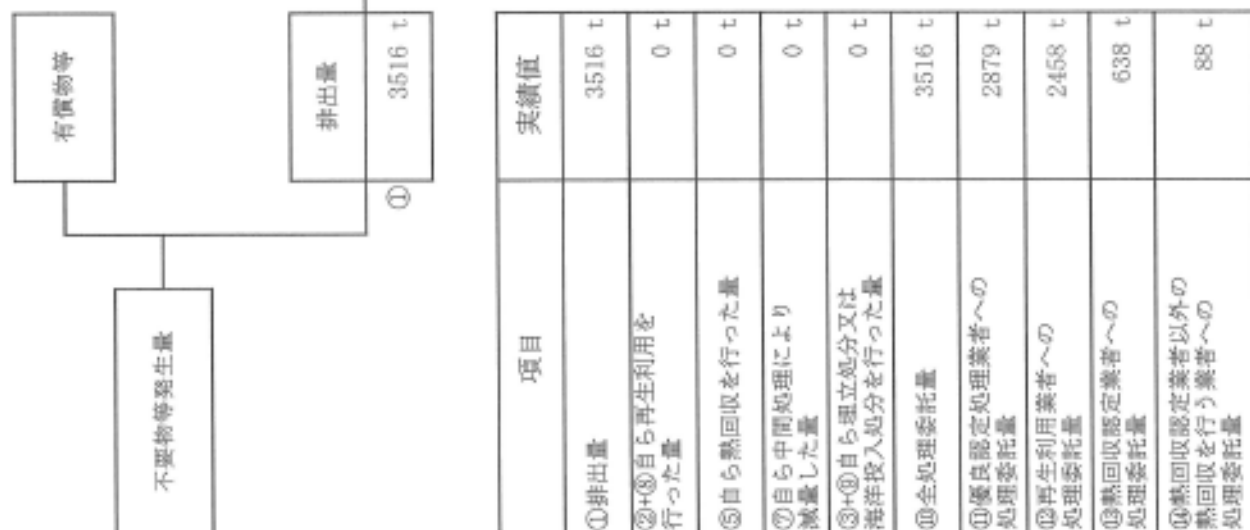 不要物等発生量
有償物等
排出量
① 3516 t
項目 実績値
①排出量 3516 t
②+⑧自ら再生利用を
行った量 0 t
⑤自ら熱回収を行った量 0 t
⑦自ら中間処理により
減量した量 0 t
③+⑨自ら埋立処分又は
海洋投入処分を行った量 0 t
⑩全処理委託量 3516 t
⑪優良認定処理業者への
処理委託量 2879 t
⑫再生利用業者への
処理委託量 2458 t
⑬熱回収認定業者への
処理委託量 638 t
⑭熱回収認定業者以外の
熱回収を行う業者への
処理委託量 88 t